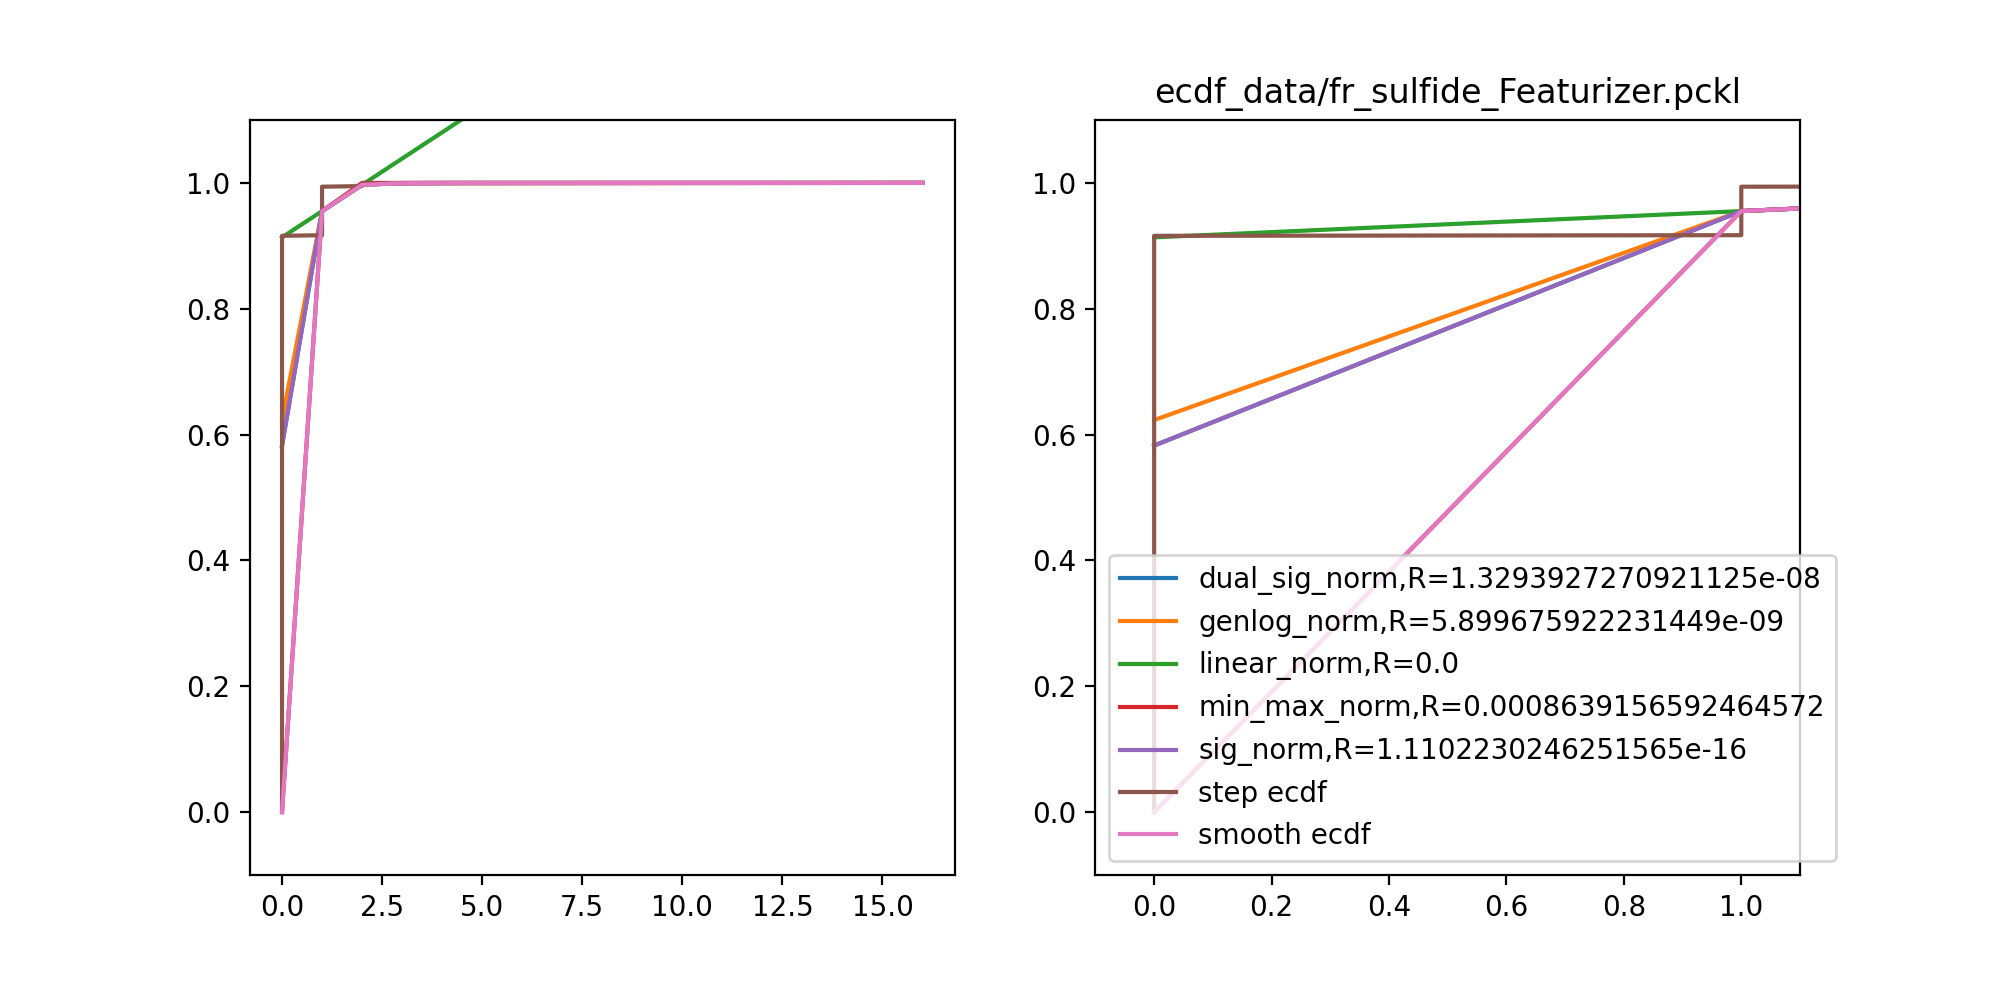 ecdf_data/fr_sulfide_Featurizer.pckl
1.0
0.8
0.6
0.4
0.2
0.0
0.0 2.5 5.0 7.5 10.0 12.5 15.0
1.0
0.8
0.6
0.4
0.2
0.0
dual_sig_norm,R=1.3293927270921125e-08
genlog_norm,R=5.899675922231449e-09
linear_norm,R=0.0
min_max_norm,R=0.0008639156592464572
sig_norm,R=1.1102230246251565e-16
step ecdf
smooth ecdf
0.0 0.2 0.4 0.6 0.8 1.0